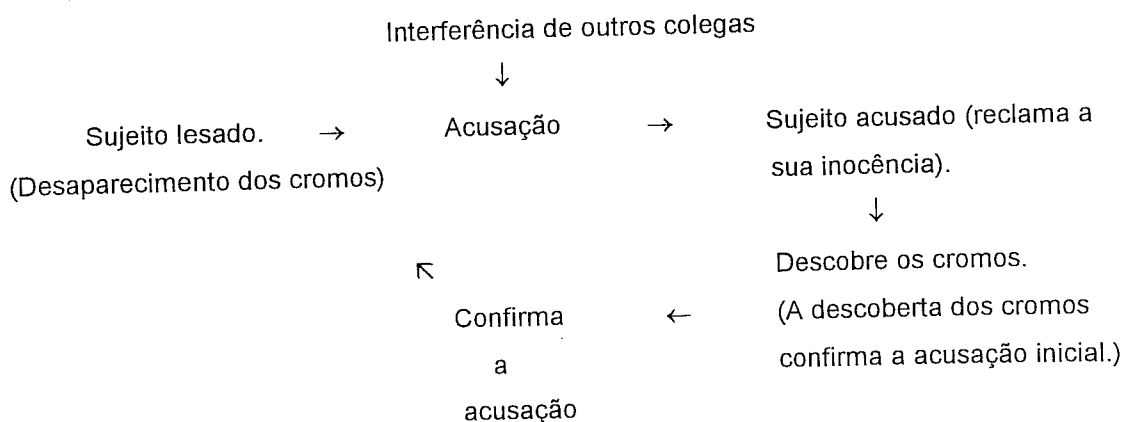 Interferência de outros colegas
↓
Sujeito lesado. → Acusação → Sujeito acusado (reclama a
(Desaparecimento dos cromos) sua inocência).
↓
Descobre os cromos.
↖
Confirma ← (A descoberta dos cromos
a confirma a acusação inicial.)
acusação